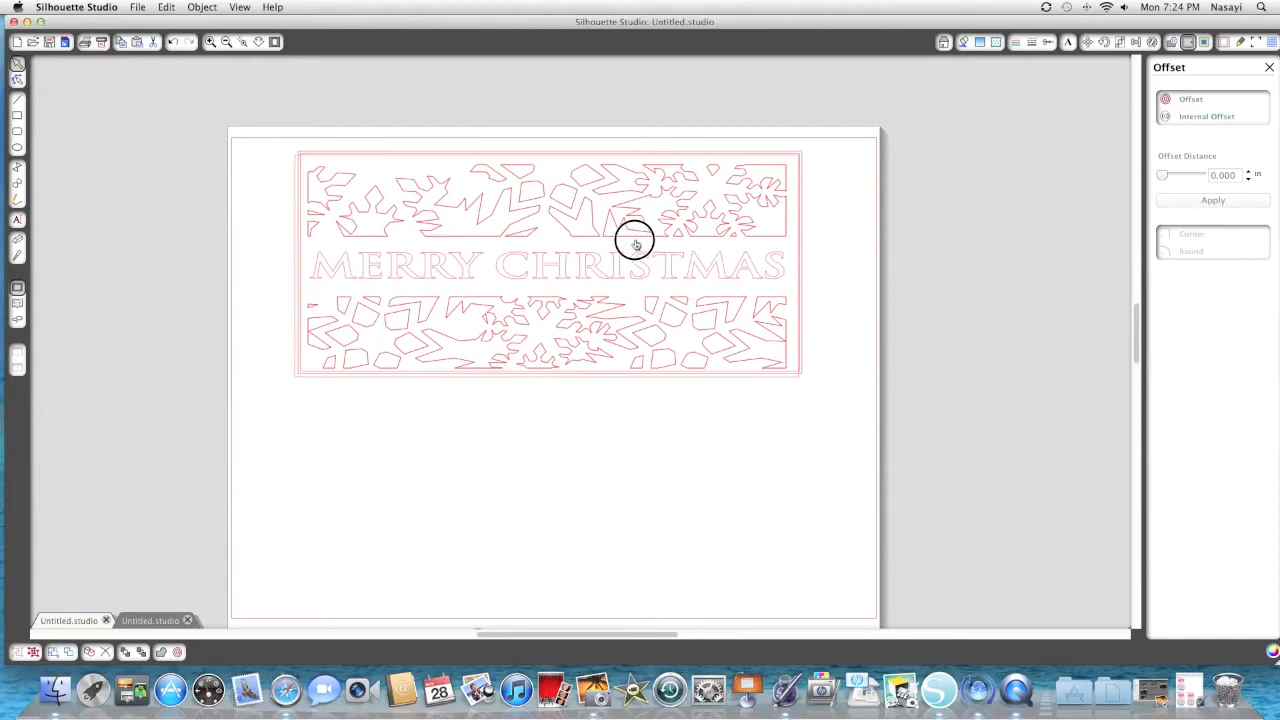 Silhouette Studio File Edit Object View Help Mon 7:24 PM Nasayi
Silhouette Studio: Untitled.studio
Offset
Offset
Internal Offset
Offset Distance
0.000 in
Apply
Corner
Round
MERRY CHRISTMAS
Untitled.studio Untitled.studio
28